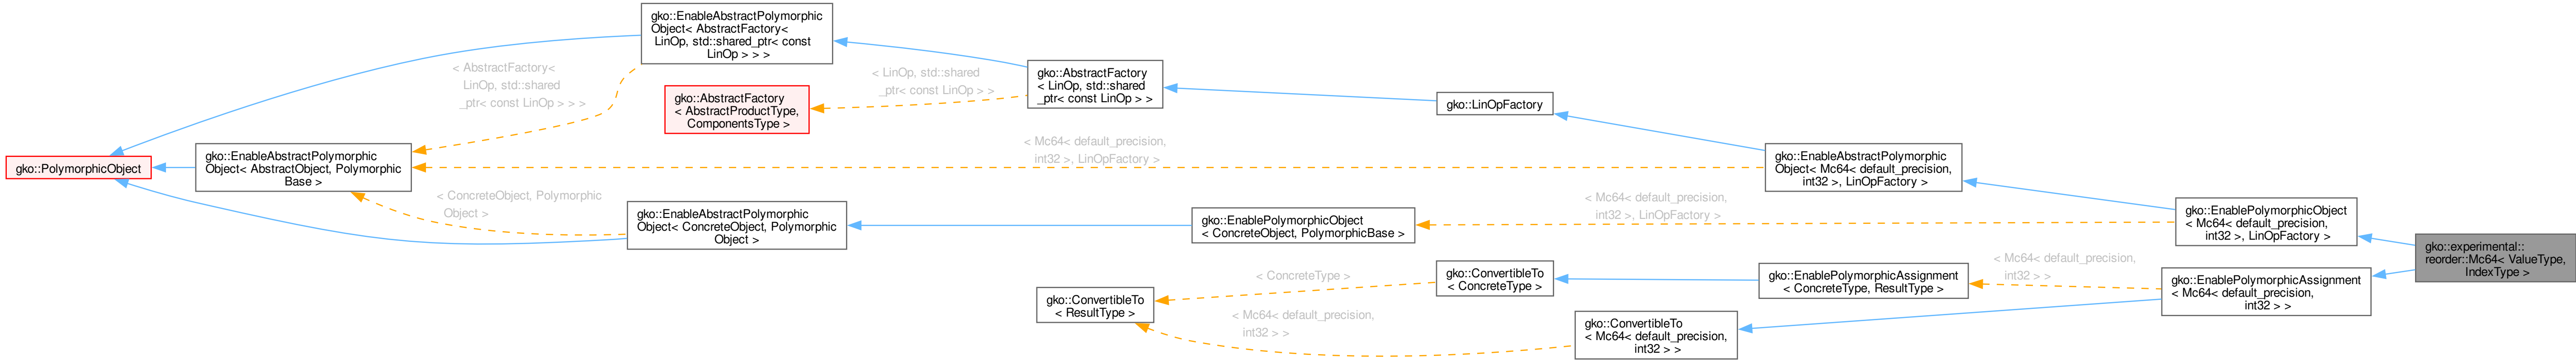 gko::EnableAbstractPolymorphic
Object< AbstractFactory<
LinOp, std::shared_ptr< const
LinOp > > >
< AbstractFactory<
LinOp, std::shared
_ptr< const LinOp > > >
gko::AbstractFactory
< AbstractProductType,
ComponentsType >
< LinOp, std::shared
_ptr< const LinOp > >
gko::AbstractFactory
< LinOp, std::shared
_ptr< const LinOp > >
gko::LinOpFactory
gko::PolymorphicObject
gko::EnableAbstractPolymorphic
Object< AbstractObject, Polymorphic
Base >
< Mc64< default_precision,
int32 >, LinOpFactory >
gko::EnableAbstractPolymorphic
Object< Mc64< default_precision,
int32 >, LinOpFactory >
< ConcreteObject, Polymorphic
Object >
gko::EnableAbstractPolymorphic
Object< ConcreteObject, Polymorphic
Object >
gko::EnablePolymorphicObject
< ConcreteObject, PolymorphicBase >
< Mc64< default_precision,
int32 >, LinOpFactory >
gko::EnablePolymorphicObject
< Mc64< default_precision,
int32 >, LinOpFactory >
gko::experimental::
reorder::Mc64< ValueType,
IndexType >
gko::ConvertibleTo
< ResultType >
< ConcreteType >
gko::ConvertibleTo
< ConcreteType >
gko::EnablePolymorphicAssignment
< ConcreteType, ResultType >
< Mc64< default_precision,
int32 > >
gko::EnablePolymorphicAssignment
< Mc64< default_precision,
int32 > >
< Mc64< default_precision,
int32 > >
gko::ConvertibleTo
< Mc64< default_precision,
int32 > >